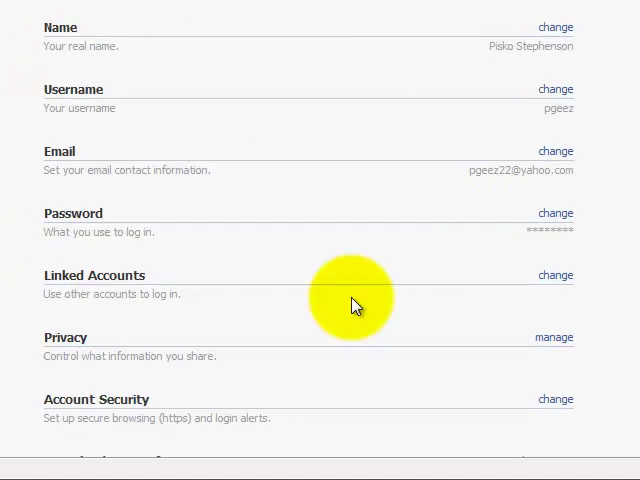 Name change
Your real name. Pisko Stephenson
Username change
Your username pgeez
Email change
Set your email contact information. pgeez22@yahoo.com
Password change
What you use to log in. ********
Linked Accounts change
Use other accounts to log in.
Privacy manage
Control what information you share.
Account Security change
Set up secure browsing (https) and login alerts.